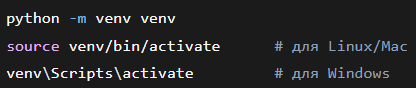 python -m venv venv
source venv/bin/activate # для Linux/Mac
venv\Scripts\activate # для Windows